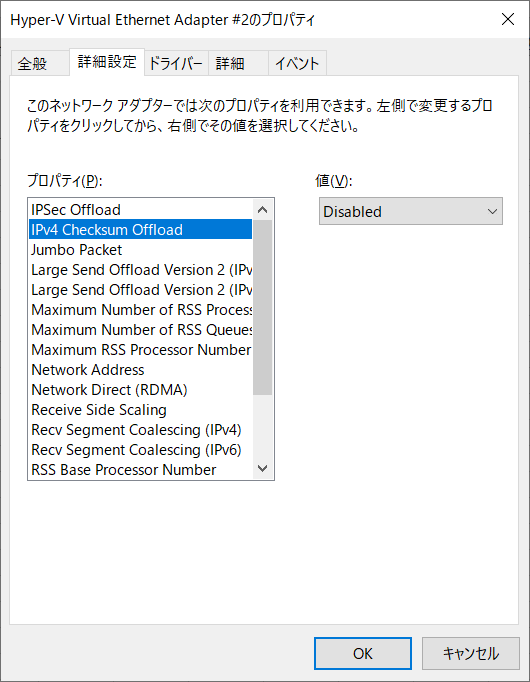 Hyper-V Virtual Ethernet Adapter #2のプロパティ
全般 詳細設定 ドライバー 詳細 イベント
このネットワーク アダプターでは次のプロパティを利用できます。左側で変更するプロ
パティをクリックしてから、右側でその値を選択してください。
プロパティ(P): 値(V):
IPSec Offload Disabled
IPv4 Checksum Offload
Jumbo Packet
Large Send Offload Version 2 (IPv
Large Send Offload Version 2 (IPv
Maximum Number of RSS Process
Maximum Number of RSS Queues
Maximum RSS Processor Number
Network Address
Network Direct (RDMA)
Receive Side Scaling
Recv Segment Coalescing (IPv4)
Recv Segment Coalescing (IPv6)
RSS Base Processor Number
OK キャンセル